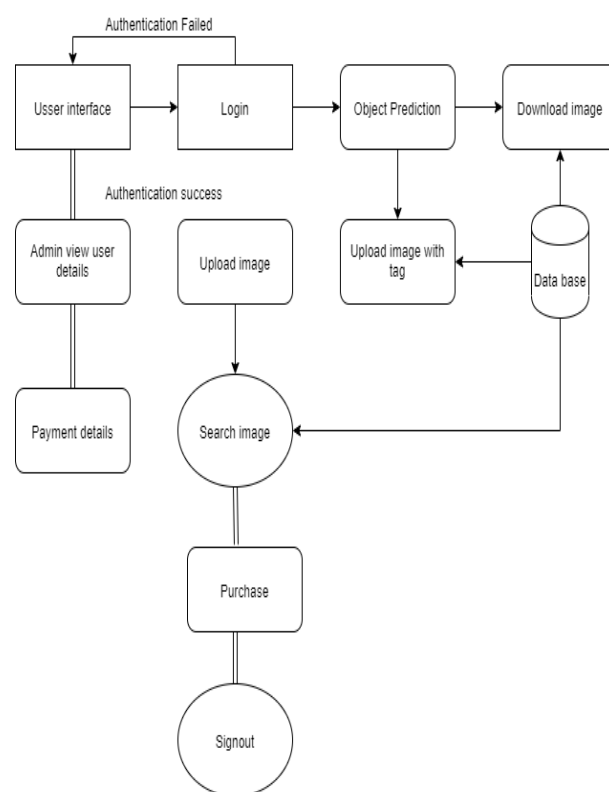 Authentication Failed
Usser interface
Login
Object Prediction
Download image
Authentication success
Admin view user
details
Upload image
Upload image with
tag
Data base
Payment details
Search image
Purchase
Signout